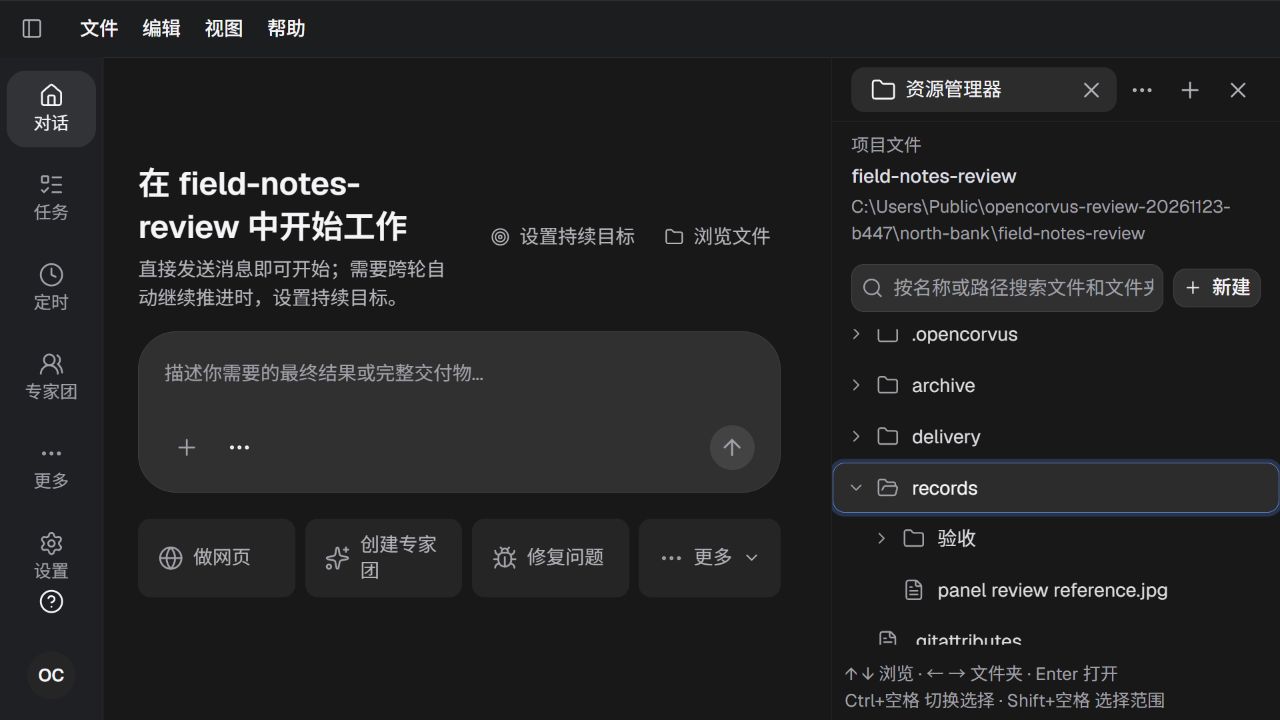 文件 编辑 视图 帮助
对话
任务
定时
专家团
更多
设置
OC
在 field-notes-
review 中开始工作
直接发送消息即可开始；需要跨轮自
动继续推进时，设置持续目标。
设置持续目标
浏览文件
描述你需要的最终结果或完整交付物...
做网页
创建专家
团
修复问题
更多
资源管理器
项目文件
field-notes-review
C:\Users\Public\opencorvus-review-20261123-
b447\north-bank\field-notes-review
按名称或路径搜索文件和文件夹
新建
.opencorvus
archive
delivery
records
验收
panel review reference.jpg
.gitattributes
↑↓ 浏览 · ←→ 文件夹 · Enter 打开
Ctrl+空格 切换选择 · Shift+空格 选择范围